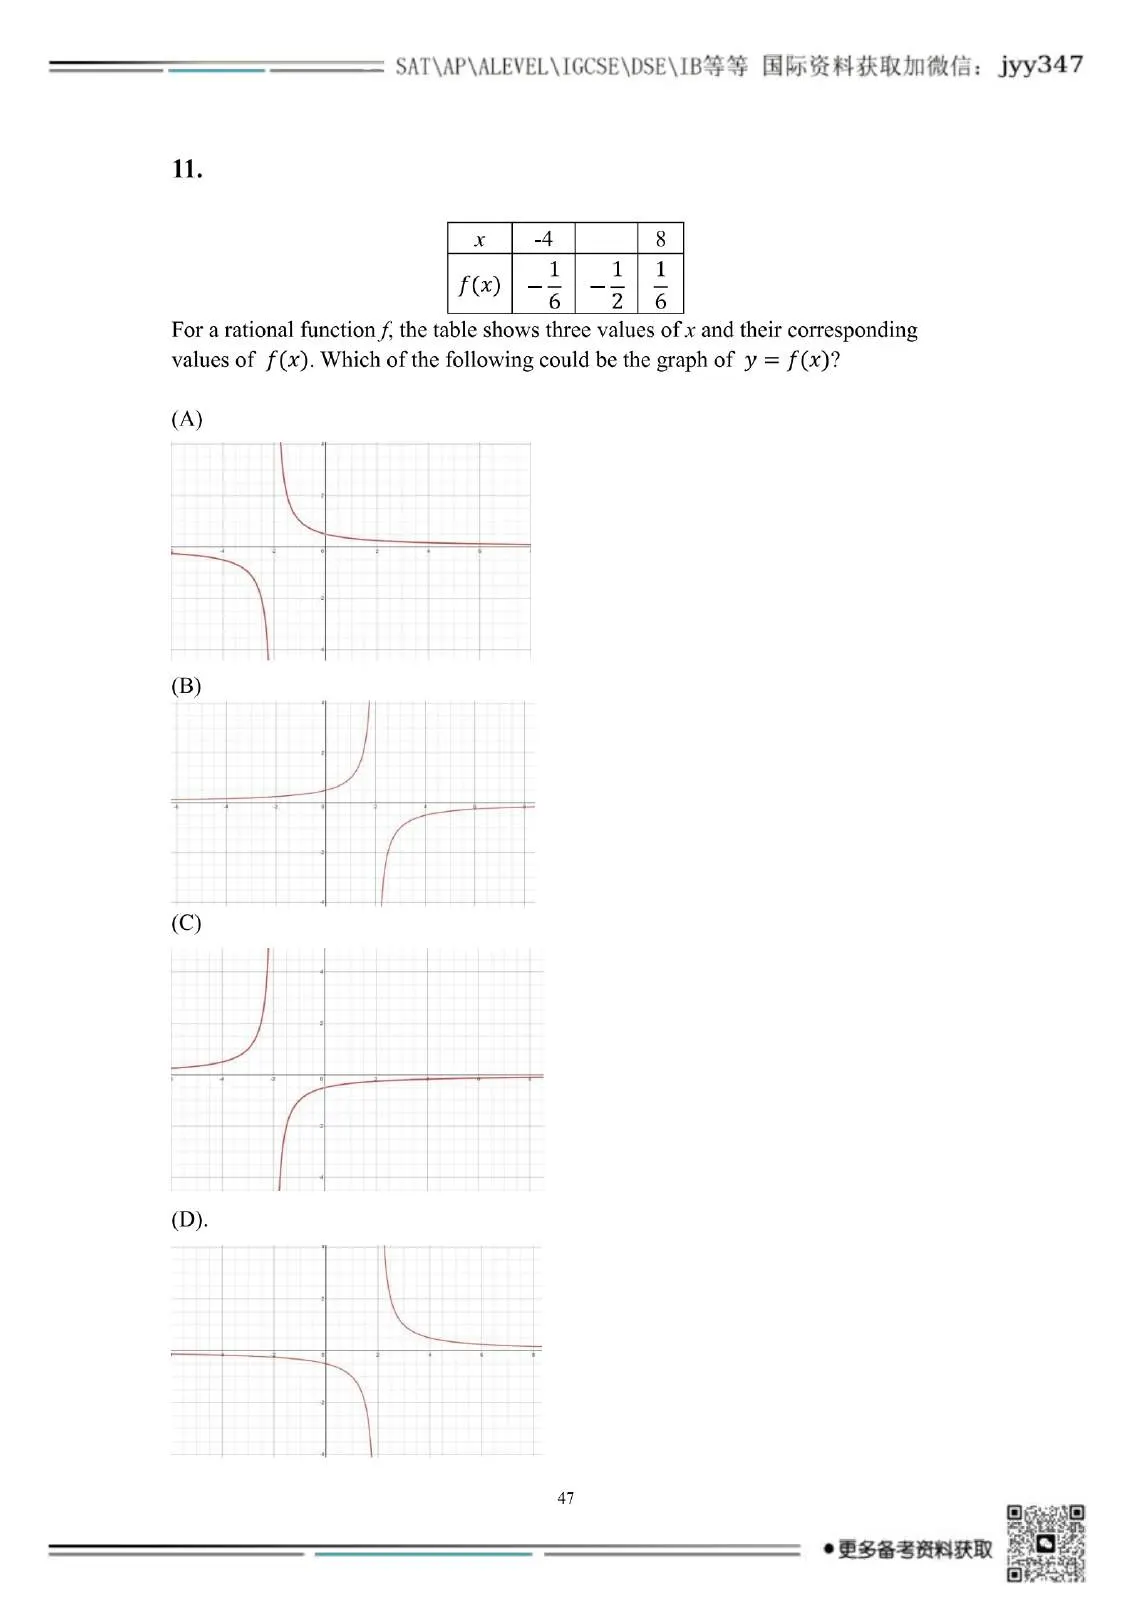 SAT\AP\ALEVEL\IGCSE\DSE\IB等等 国际资料获取加微信: jyy347
11.
x -4 8
f(x) −1/6 −1/2 1/6
For a rational function f, the table shows three values of x and their corresponding
values of f(x). Which of the following could be the graph of y = f(x)?
(A)
(B)
(C)
(D).
47
●更多备考资料获取